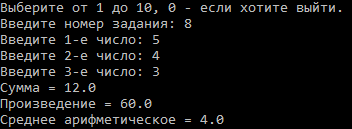 Выберите от 1 до 10, 0 - если хотите выйти.
Введите номер задания: 8
Введите 1-е число: 5
Введите 2-е число: 4
Введите 3-е число: 3
Сумма = 12.0
Произведение = 60.0
Среднее арифметическое = 4.0